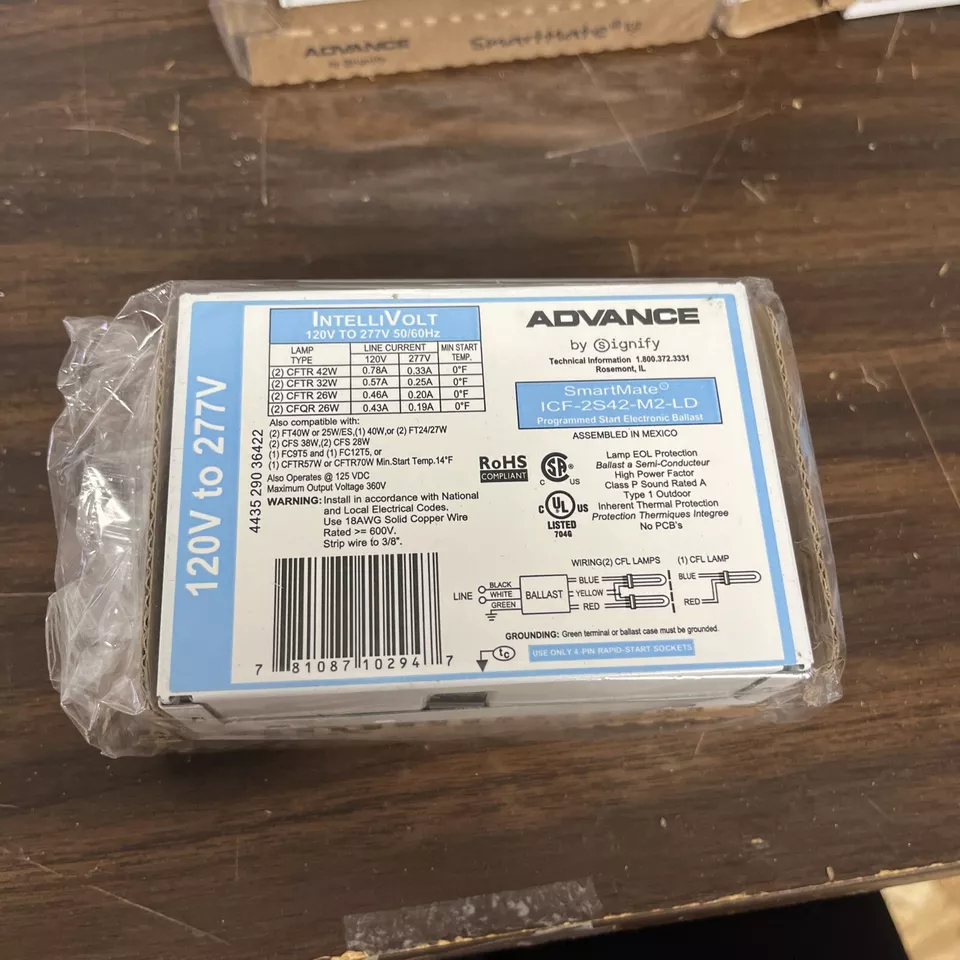 ADVANCE
by Signify
SmartMate®
120V to 277V
4435 290 36422
INTELLIVOLT
120V TO 277V 50/60Hz
LAMP TYPE LINE CURRENT MIN START TEMP.
120V 277V
(2) CFTR 42W 0.78A 0.33A 0°F
(2) CFTR 32W 0.57A 0.25A 0°F
(2) CFTR 26W 0.46A 0.20A 0°F
(2) CFQR 26W 0.43A 0.19A 0°F
Also compatible with:
(2) FT40W or 25W/ES,(1) 40W,or (2) FT24/27W
(2) CFS 38W,(2) CFS 28W
(1) FC9T5 and (1) FC12T5, or
(1) CFTR57W or CFTR70W Min.Start Temp.14°F
Also Operates @ 125 VDC
Maximum Output Voltage 360V
WARNING: Install in accordance with National
and Local Electrical Codes.
Use 18AWG Solid Copper Wire
Rated >= 600V.
Strip wire to 3/8".
7 81087 10294 7
ADVANCE
by Signify
Technical Information 1.800.372.3331
Rosemont, IL
SmartMate®
ICF-2S42-M2-LD
Programmed Start Electronic Ballast
ASSEMBLED IN MEXICO
RoHS
COMPLIANT
C SA US
C UL US
LISTED
704G
Lamp EOL Protection
Ballast a Semi-Conducteur
High Power Factor
Class P Sound Rated A
Type 1 Outdoor
Inherent Thermal Protection
Protection Thermiques Integree
No PCB's
WIRING(2) CFL LAMPS (1) CFL LAMP
LINE
BLACK
WHITE
GREEN
BALLAST
BLUE
YELLOW
RED
BLUE
RED
GROUNDING: Green terminal or ballast case must be grounded.
tc
USE ONLY 4-PIN RAPID-START SOCKETS